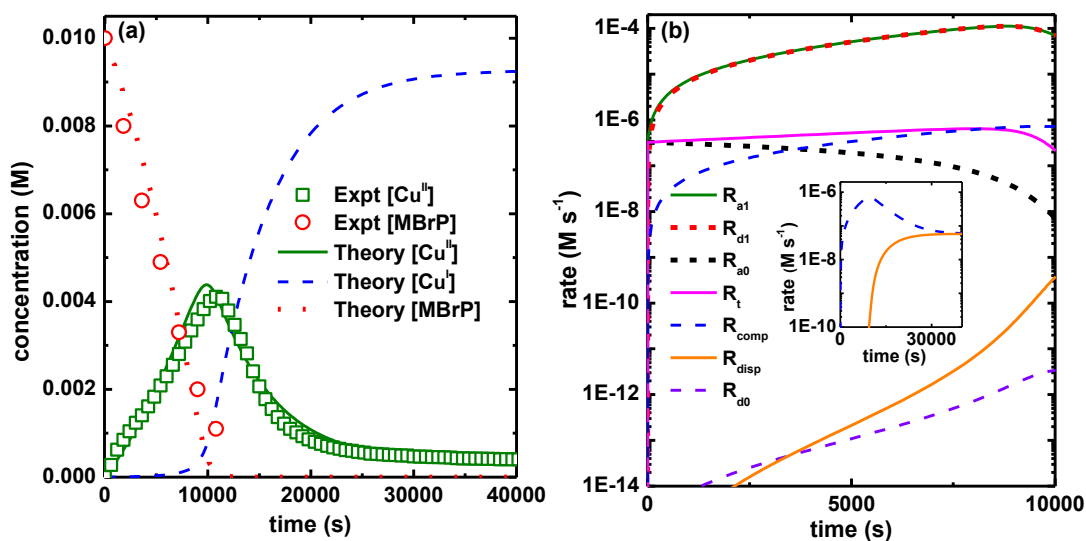 (a)
0.010
0.008
0.006
0.004
0.002
0.000
concentration (M)
Expt [Cu^II]
Expt [MBrP]
Theory [Cu^II]
Theory [Cu^I]
Theory [MBrP]
0 10000 20000 30000 40000
time (s)
(b)
1E-4
1E-6
1E-8
1E-10
1E-12
1E-14
rate (M s^-1)
R_a1
R_d1
R_a0
R_t
R_comp
R_disp
R_d0
1E-6
1E-8
1E-10
rate (M s^-1)
0 30000
time (s)
0 5000 10000
time (s)